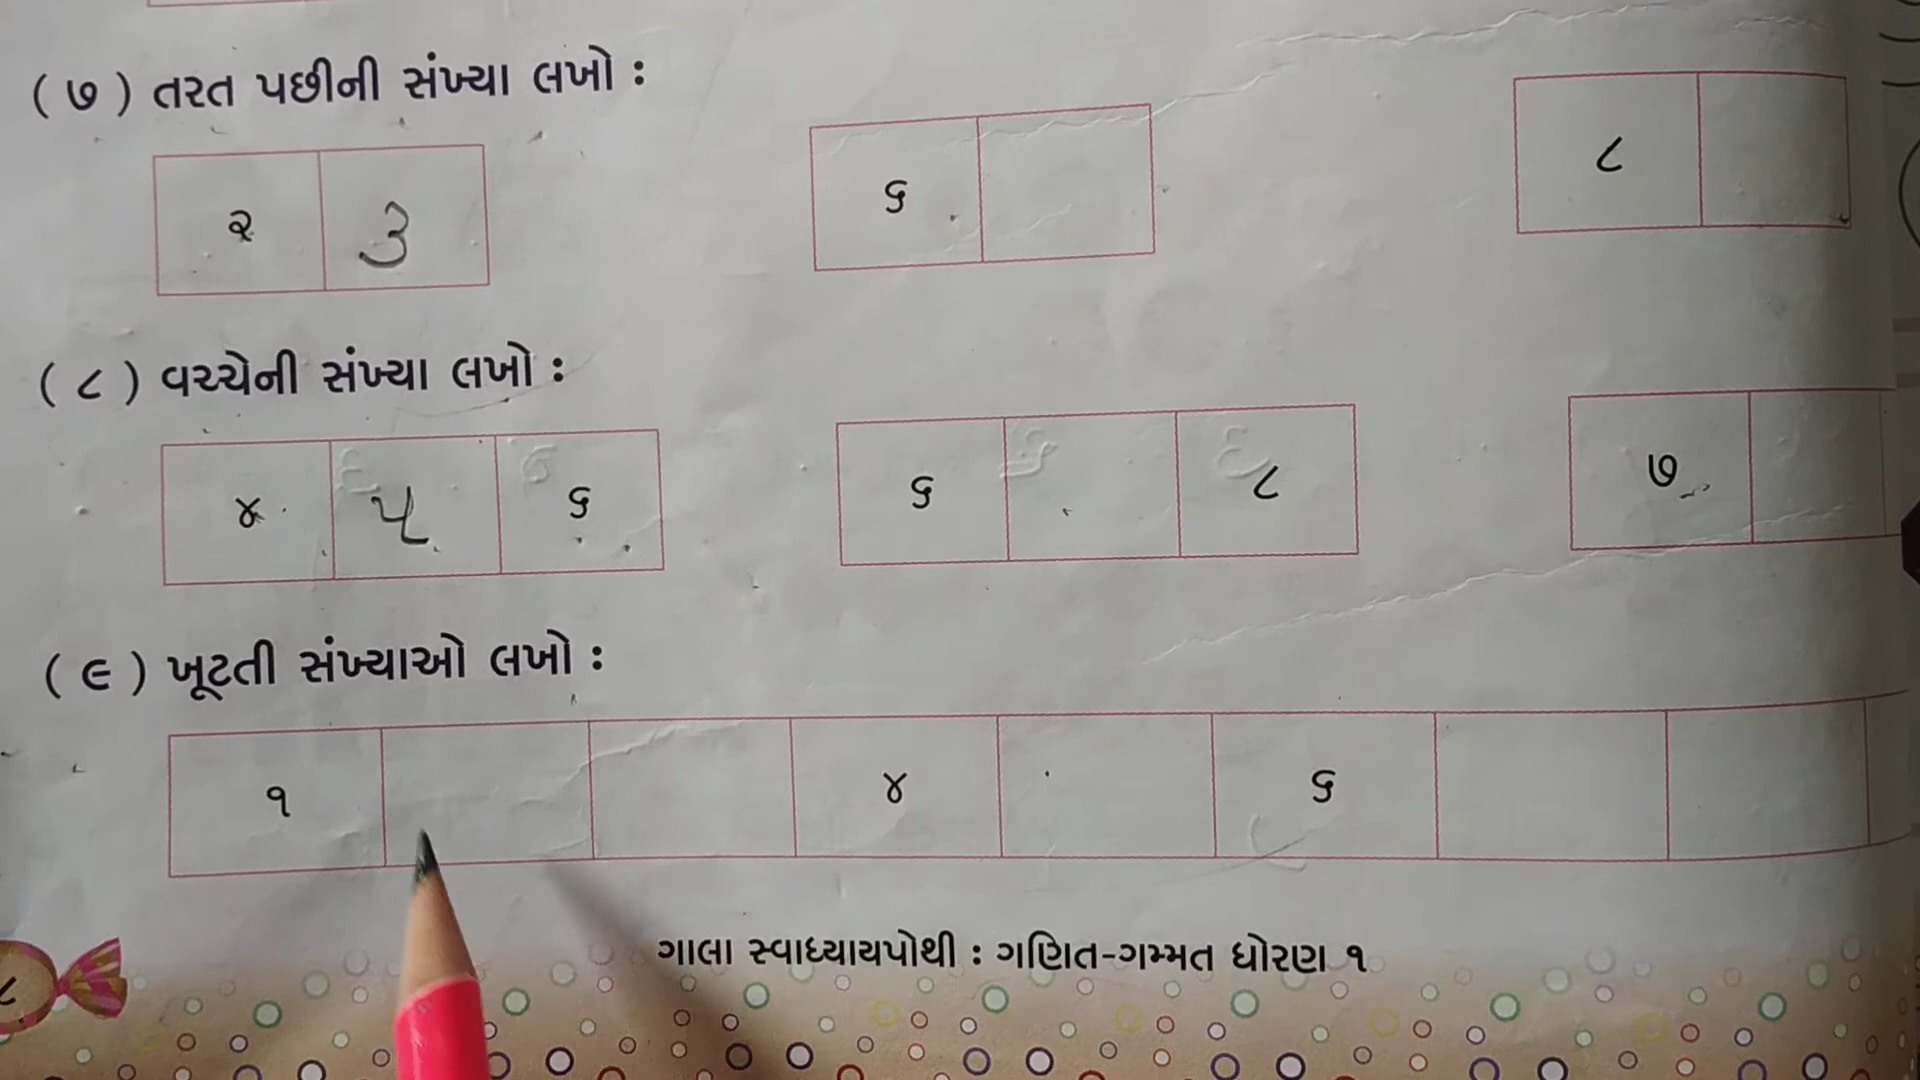 ( ૭ ) તરત પછીની સંખ્યા લખો :
૨ ૩ ૬ ૮
( ૮ ) વચ્ચેની સંખ્યા લખો :
૪ ૫ ૬ ૬ ૮ ૭
( ૯ ) ખૂટતી સંખ્યાઓ લખો :
૧ ૪ ૬
ગાલા સ્વાધ્યાયપોથી : ગણિત-ગમ્મત ધોરણ ૧